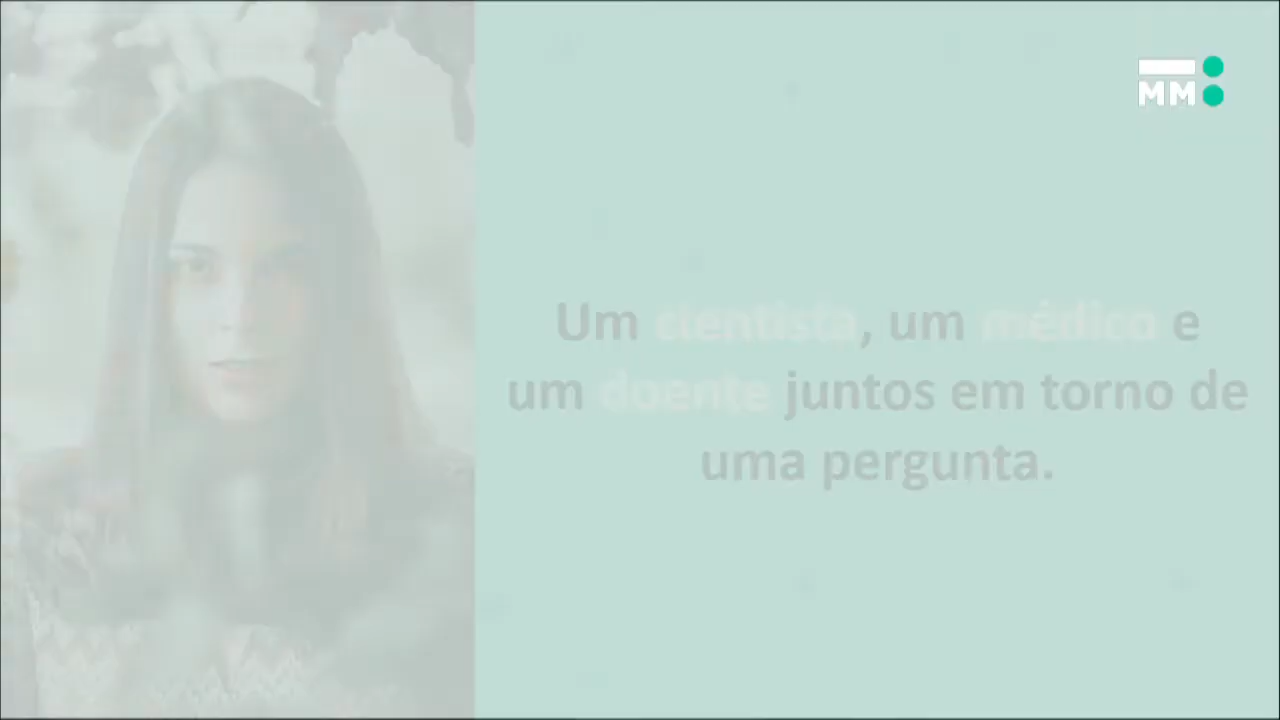 MM
Um cientista, um médico e
um doente juntos em torno de
uma pergunta.